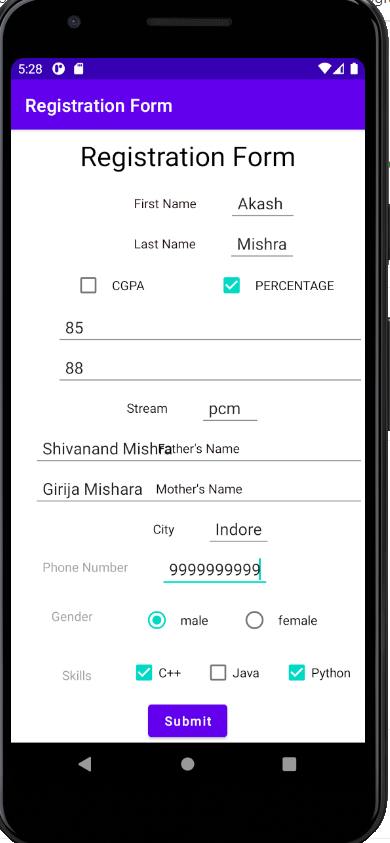 5:28
Registration Form
Registration Form
First Name Akash
Last Name Mishra
CGPA PERCENTAGE
85
88
Stream pcm
Shivanand Mishra Father's Name
Girija Mishara Mother's Name
City Indore
Phone Number 9999999999
Gender male female
Skills C++ Java Python
Submit